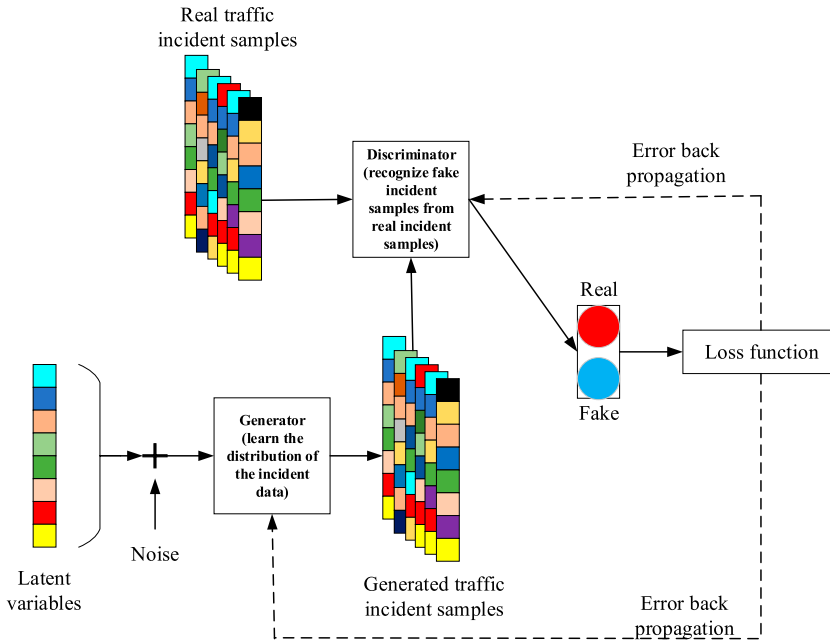 Real traffic
incident samples
Discriminator
(recognize fake
incident
samples from
real incident
samples)
Error back
propagation
Real
Fake
Loss function
Generator
(learn the
distribution of
the incident
data)
Noise
Latent
variables
Generated traffic
incident samples
Error back
propagation